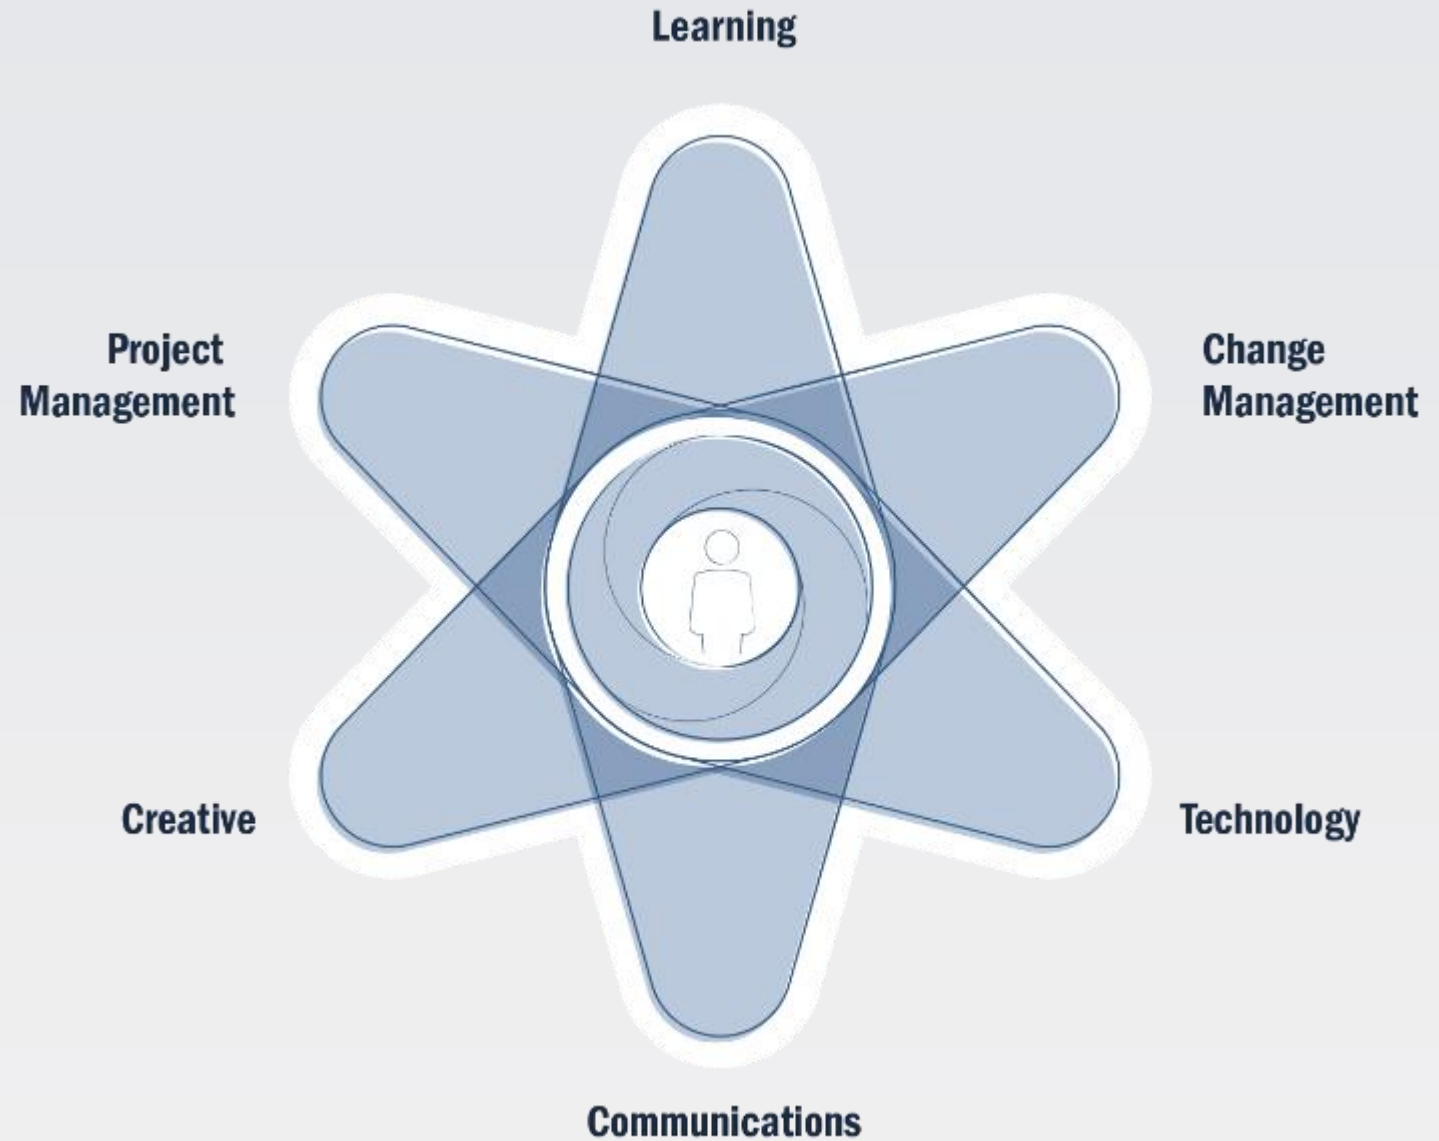 Learning
Project
Management
Change
Management
Creative
Technology
Communications